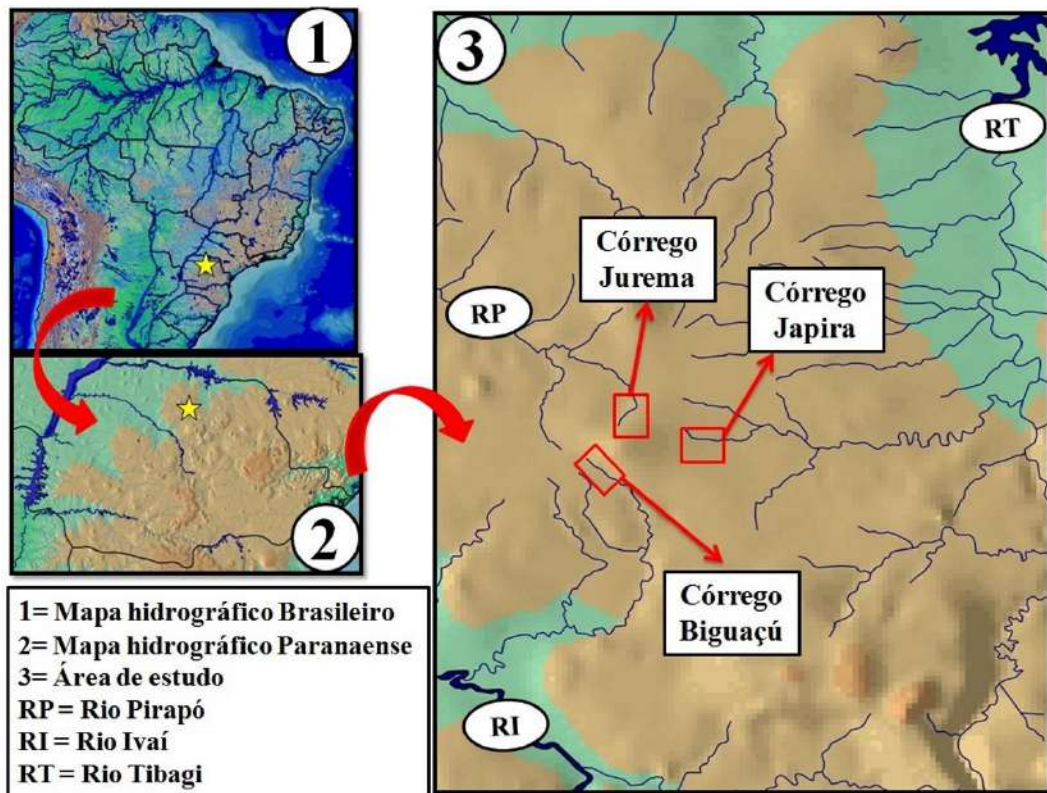 1
3
RT
Córrego
Jurema
Córrego
Japira
RP
2
Córrego
Biguaçú
RI
1= Mapa hidrográfico Brasileiro
2= Mapa hidrográfico Paranaense
3= Área de estudo
RP = Rio Pirapó
RI = Rio Ivaí
RT = Rio Tibagi